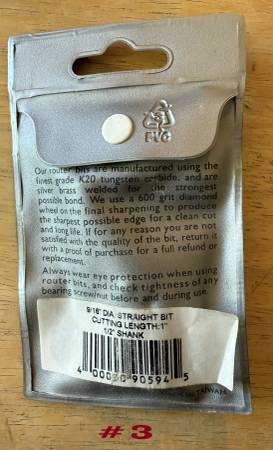 PVC
Our router bits are manufactured using the
finest grade K20 tungsten carbide, and are
silver brass welded for the strongest
possible bond. We use a 600 grit diamond
wheel on the final sharpening to produce
the sharpest possible edge for a clean cut
and long life. If for any reason you are not
satisfied with the quality of the bit, return it
with a proof of purchase for a full refund or
replacement.
Always wear eye protection when using
router bits, and check tightness of any
bearing screw/nut before and during use.
9/16" DIA/STRAIGHT BIT
CUTTING LENGTH:1"
1/2" SHANK
4 00050 90594 5
IN TAIWAN
# 3